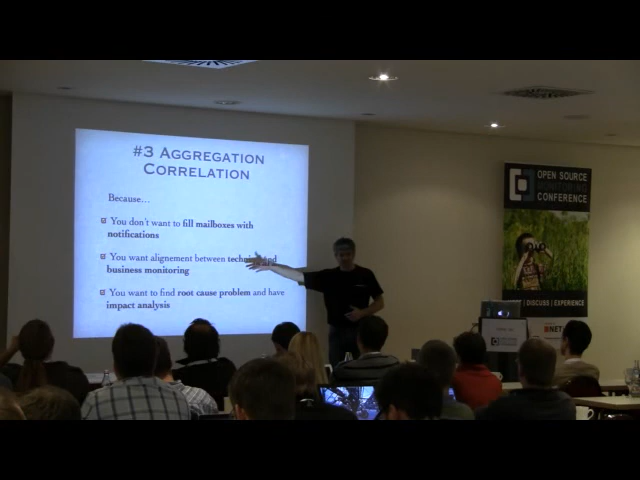 #3 AGGREGATION
CORRELATION
Because...
You don't want to fill mailboxes with
notifications
You want alignement between
business monitoring
You want to find root cause problem and have
impact analysis
OPEN SOURCE
MONITORING
CONFERENCE
| DISCUSS | EXPERIENCE
NET